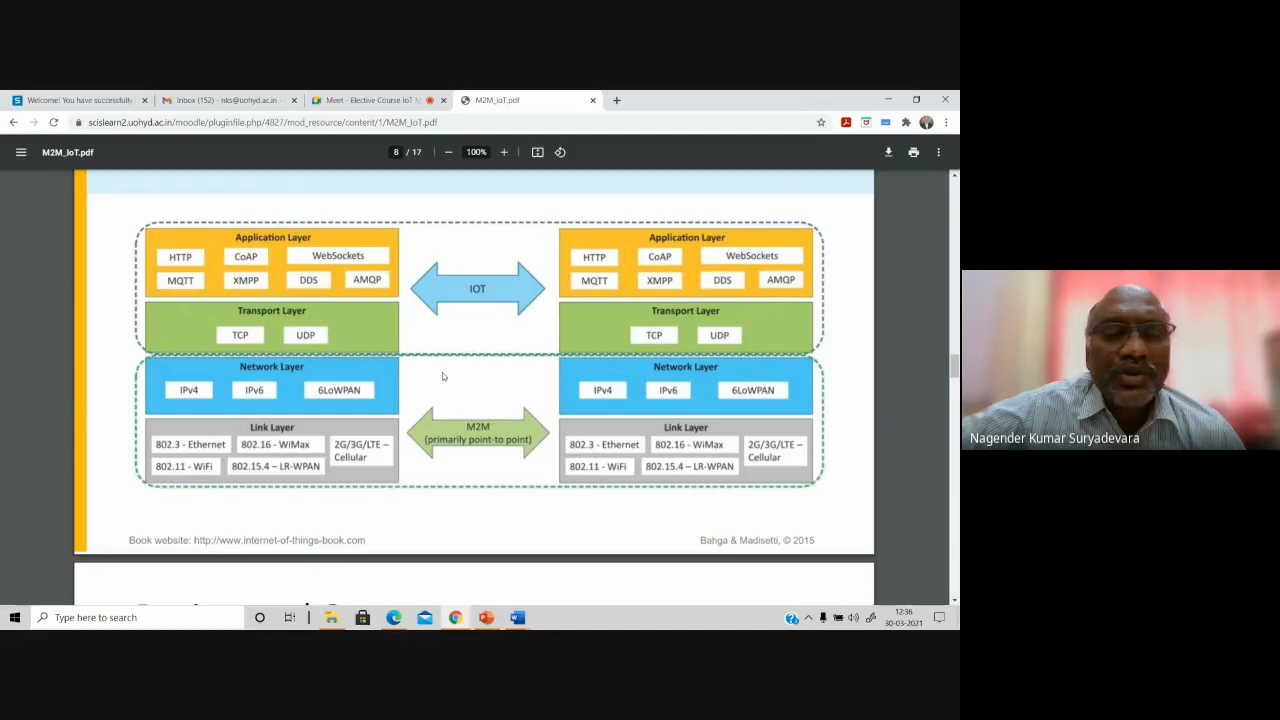 Welcome! You have successfully
Inbox (152) - nks@uohyd.ac.in -
Meet - Elective Course IoT M
M2M_IoT.pdf
scislearn2.uohyd.ac.in/moodle/pluginfile.php/4827/mod_resource/content/1/M2M_IoT.pdf
M2M_IoT.pdf
8 / 17
100%
Application Layer
HTTP CoAP WebSockets
MQTT XMPP DDS AMQP
Transport Layer
TCP UDP
Network Layer
IPv4 IPv6 6LoWPAN
Link Layer
802.3 - Ethernet 802.16 - WiMax 2G/3G/LTE –
Cellular
802.11 - WiFi 802.15.4 – LR-WPAN
IOT
M2M
(primarily point-to point)
Application Layer
HTTP CoAP WebSockets
MQTT XMPP DDS AMQP
Transport Layer
TCP UDP
Network Layer
IPv4 IPv6 6LoWPAN
Link Layer
802.3 - Ethernet 802.16 - WiMax 2G/3G/LTE –
Cellular
802.11 - WiFi 802.15.4 – LR-WPAN
Book website: http://www.internet-of-things-book.com
Bahga & Madisetti, © 2015
Type here to search
12:36
30-03-2021
Nagender Kumar Suryadevara